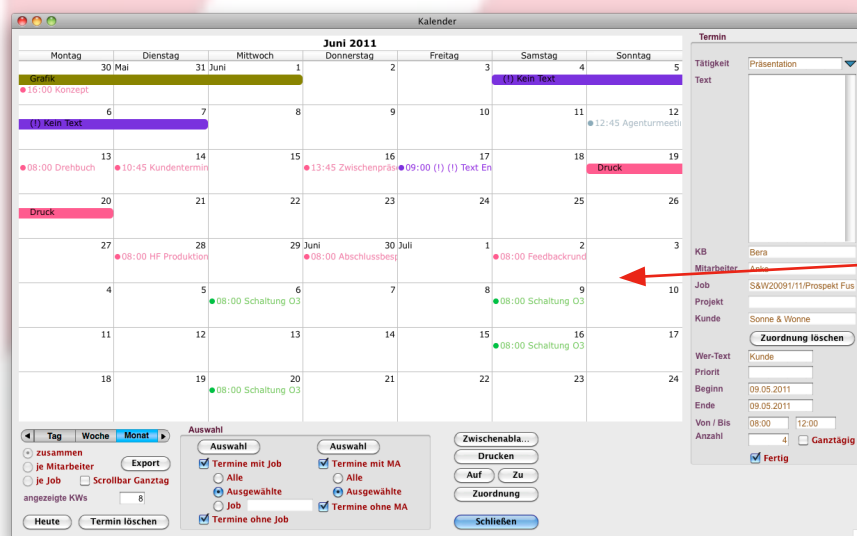 Kalender
Juni 2011
Montag Dienstag Mittwoch Donnerstag Freitag Samstag Sonntag
30 Mai 31 Juni 1 2 3 4 5
Grafik (!) Kein Text
16:00 Konzept
6 7 8 9 10 11 12
(!) Kein Text
12:45 Agenturmeeti
13 14 15 16 17 18 19
08:00 Drehbuch 10:45 Kundentermin 13:45 Zwischenpräs 09:00 (!) (!) Text En Druck
20 21 22 23 24 25 26
Druck
27 28 29 Juni 30 Juli 1 2 3
08:00 HF Produktion 08:00 Abschlussbesp 08:00 Feedbackrund
4 5 6 7 8 9 10
08:00 Schaltung O3 08:00 Schaltung O3
11 12 13 14 15 16 17
08:00 Schaltung O3
18 19 20 21 22 23 24
08:00 Schaltung O3
Tag Woche Monat
zusammen
je Mitarbeiter Export
je Job Scrollbar Ganztag
angezeigte KWs 8
Heute Termin löschen
Auswahl
Auswahl Auswahl
Termine mit Job Termine mit MA
Alle Alle
Ausgewählte Ausgewählte
Job Termine ohne MA
Termine ohne Job
Zwischenabla...
Drucken
Auf Zu
Zuordnung
Schließen
Termin
Tätigkeit Präsentation
Text
KB Bera
Mitarbeiter Anke
Job S&W20091/11/Prospekt Fus
Projekt
Kunde Sonne & Wonne
Zuordnung löschen
Wer-Text Kunde
Priorit
Beginn 09.05.2011
Ende 09.05.2011
Von / Bis 08:00 12:00
Anzahl 4 Ganztägig
Fertig